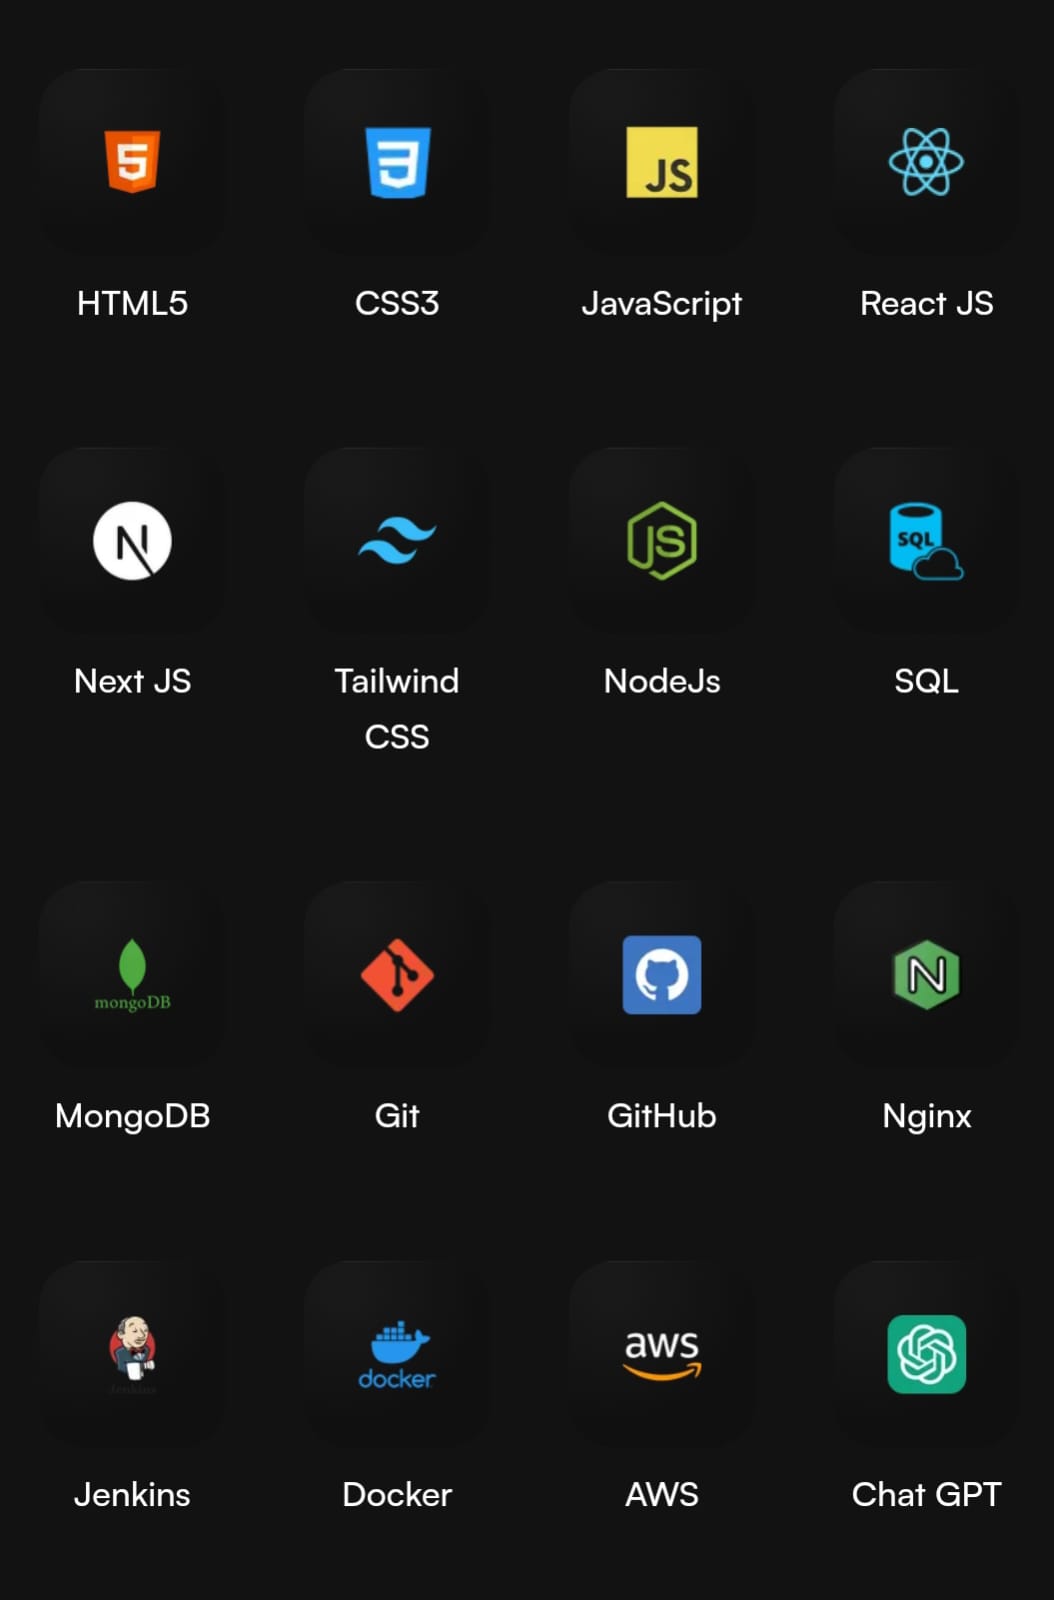 5
3
JS
HTML5
CSS3
JavaScript
React JS
N
JS
SQL
Next JS
Tailwind
CSS
NodeJs
SQL
mongoDB
N
MongoDB
Git
GitHub
Nginx
Jenkins
docker
aws
Jenkins
Docker
AWS
Chat GPT